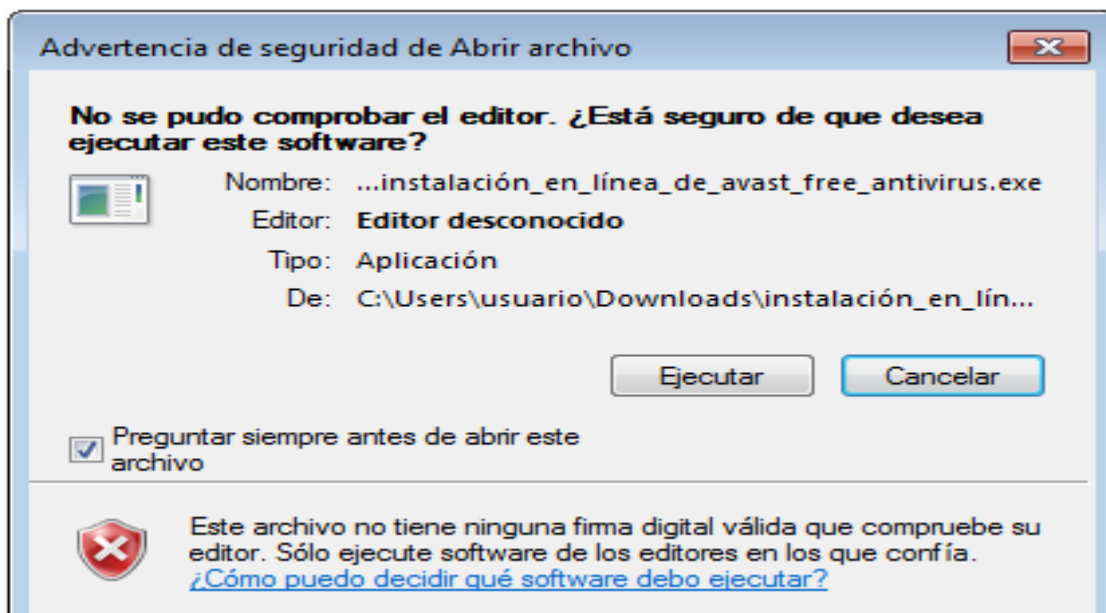 Advertencia de seguridad de Abrir archivo
No se pudo comprobar el editor. ¿Está seguro de que desea
ejecutar este software?
Nombre: ...instalación_en_línea_de_avast_free_antivirus.exe
Editor: Editor desconocido
Tipo: Aplicación
De: C:\Users\usuario\Downloads\instalación_en_lín...
Ejecutar Cancelar
Preguntar siempre antes de abrir este
archivo
Este archivo no tiene ninguna firma digital válida que compruebe su
editor. Sólo ejecute software de los editores en los que confía.
¿Cómo puedo decidir qué software debo ejecutar?